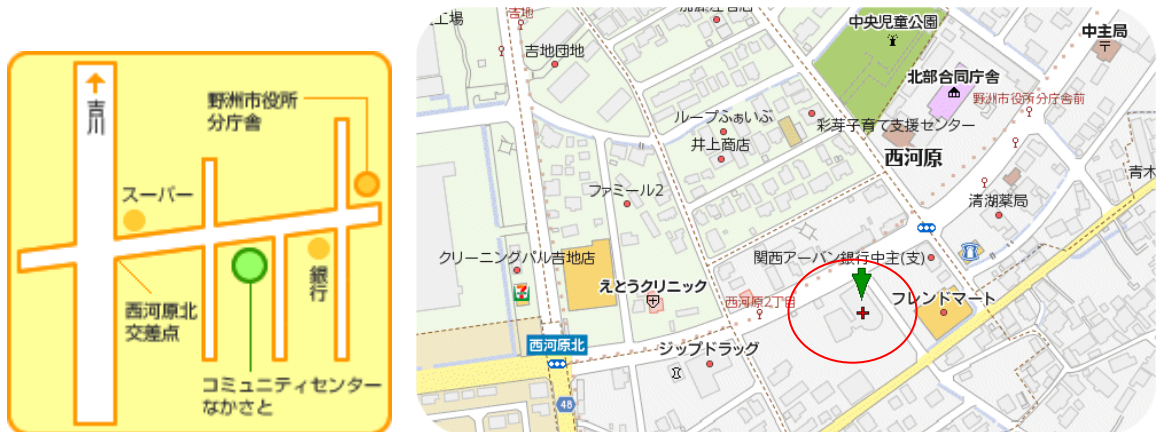 吉川
野洲市役所
分庁舎
スーパー
銀行
西河原北
交差点
コミュニティセンター
なかさと
工場
吉地
吉地団地
中央児童公園
中主局
北部合同庁舎
野洲市役所分庁舎前
ループふぁいぶ
井上商店
彩芽子育て支援センター
西河原
青木
ファミール2
清湖薬局
クリーニングパル吉地店
関西アーバン銀行中主(支)
えとうクリニック
西河原2丁目
フレンドマート
西河原北
ジップドラッグ
48